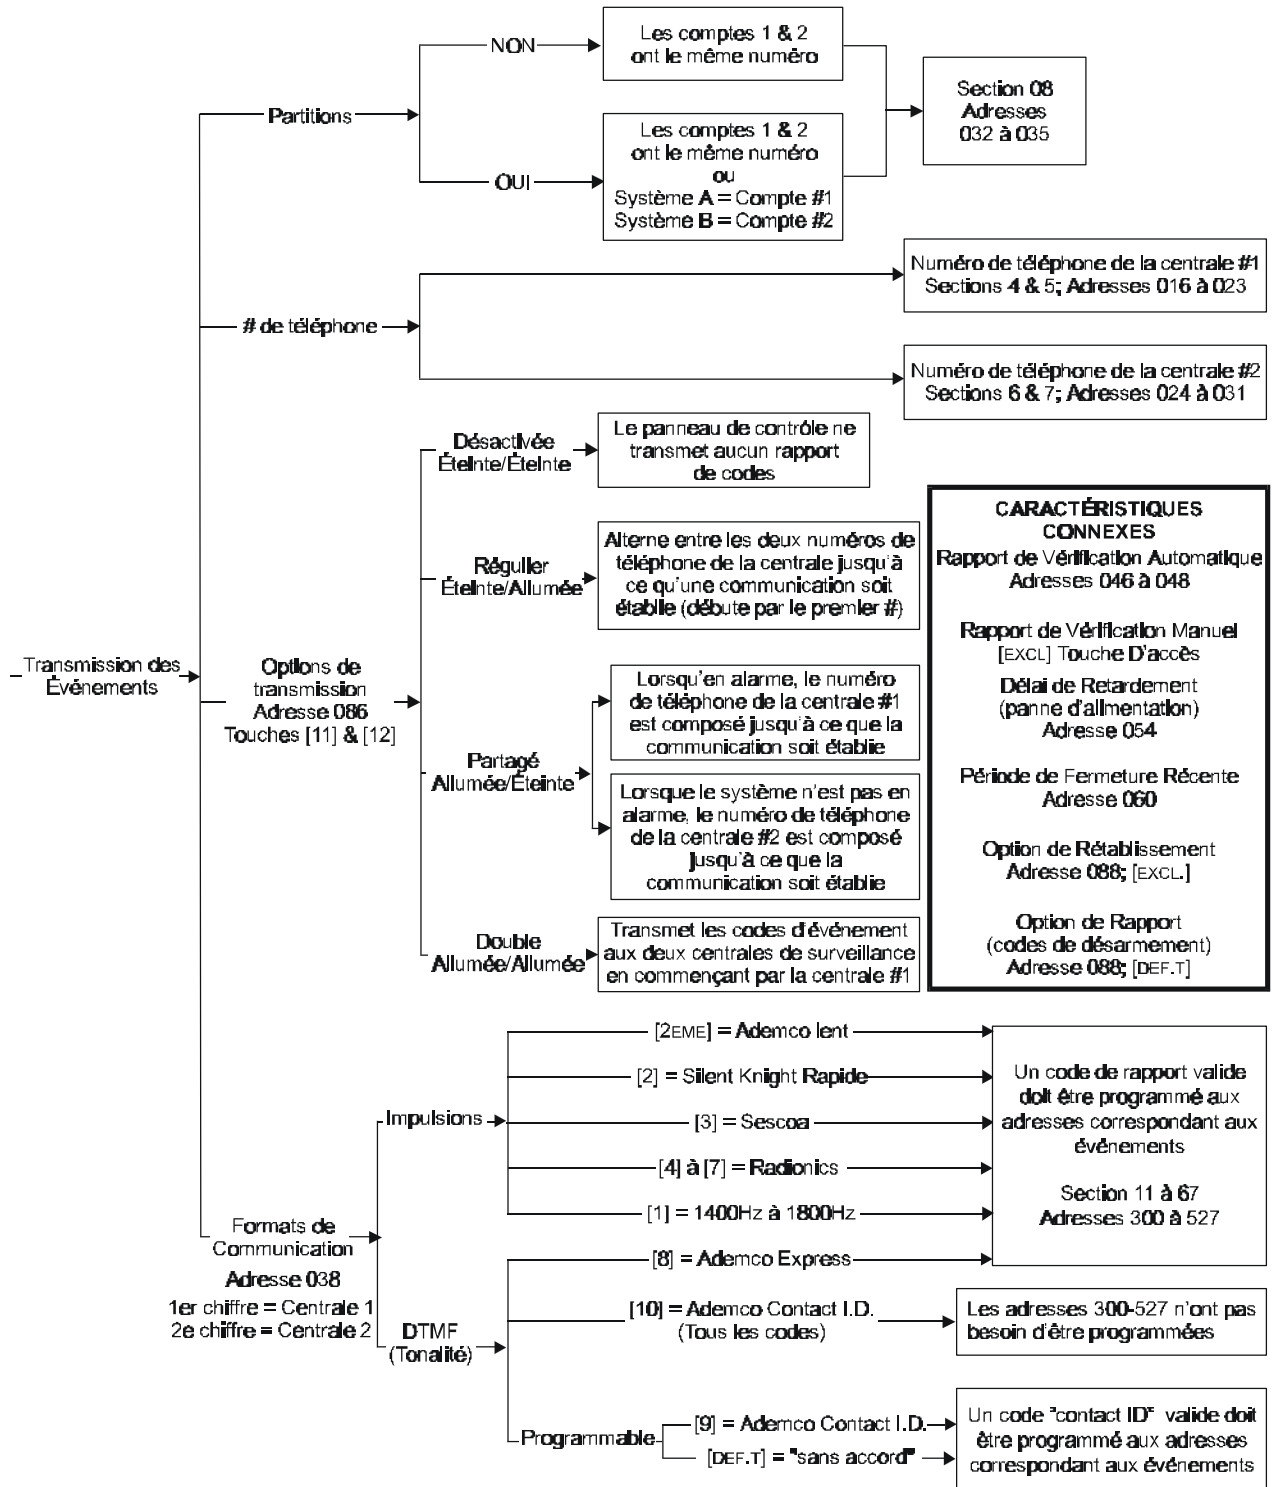 NON
Les comptes 1 & 2
ont le même numéro
Section 08
Adresses
032 à 035
Partitions
Les comptes 1 & 2
ont le même numéro
ou
Système A = Compte #1
Système B = Compte #2
OUI
Numéro de téléphone de la centrale #1
Sections 4 & 5; Adresses 016 à 023
# de téléphone
Numéro de téléphone de la centrale #2
Sections 6 & 7; Adresses 024 à 031
Transmission des
Événements
Options de
transmission
Adresse 086
Touches [11] & [12]
Désactivée
Éteinte/Éteinte
Le panneau de contrôle ne
transmet aucun rapport
de codes
Régulier
Éteinte/Allumée
Alterne entre les deux numéros de
téléphone de la centrale jusqu'à
ce qu'une communication soit
établie (débute par le premier #)
Partagé
Allumée/Éteinte
Lorsqu'en alarme, le numéro
de téléphone de la centrale #1
est composé jusqu'à ce que la
communication soit établie
Lorsque le système n'est pas en
alarme, le numéro de téléphone
de la centrale #2 est composé
jusqu'à ce que la
communication soit établie
Double
Allumée/Allumée
Transmet les codes d'événement
aux deux centrales de surveillance
en commençant par la centrale #1
CARACTÉRISTIQUES
CONNEXES
Rapport de Vérification Automatique
Adresses 046 à 048
Rapport de Vérification Manuel
[EXCL] Touche D'accès
Délai de Retardement
(panne d'alimentation)
Adresse 054
Période de Fermeture Récente
Adresse 060
Option de Rétablissement
Adresse 088; [EXCL.]
Option de Rapport
(codes de désarmement)
Adresse 088; [DEF.T]
Formats de
Communication
Adresse 038
1er chiffre = Centrale 1
2e chiffre = Centrale 2
Impulsions
[2EME] = Ademco lent
[2] = Silent Knight Rapide
[3] = Sescoa
[4] à [7] = Radionics
[1] = 1400Hz à 1800Hz
Un code de rapport valide
doit être programmé aux
adresses correspondant aux
événements
Section 11 à 67
Adresses 300 à 527
DTMF
(Tonalité)
[8] = Ademco Express
[10] = Ademco Contact I.D.
(Tous les codes)
Les adresses 300-527 n'ont pas
besoin d'être programmées
Programmable
[9] = Ademco Contact I.D.
[DEF.T] = "sans accord"
Un code "contact ID" valide doit
être programmé aux adresses
correspondant aux événements